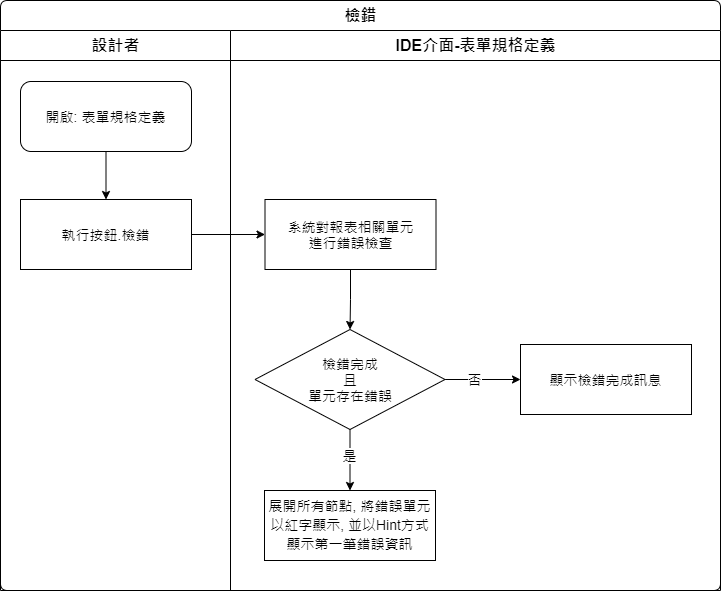 檢錯
設計者
IDE介面-表單規格定義
開啟: 表單規格定義
執行按鈕.檢錯
系統對報表相關單元
進行錯誤檢查
檢錯完成
且
單元存在錯誤
否
顯示檢錯完成訊息
是
展開所有節點, 將錯誤單元
以紅字顯示, 並以Hint方式
顯示第一筆錯誤資訊